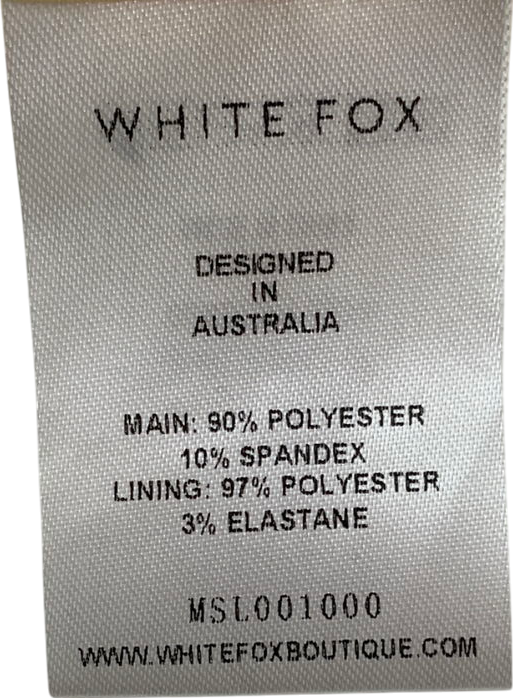 WHITE FOX
DESIGNED
IN
AUSTRALIA
MAIN: 90% POLYESTER
10% SPANDEX
LINING: 97% POLYESTER
3% ELASTANE
MSL001000
WWW.WHITEFOXBOUTIQUE.COM